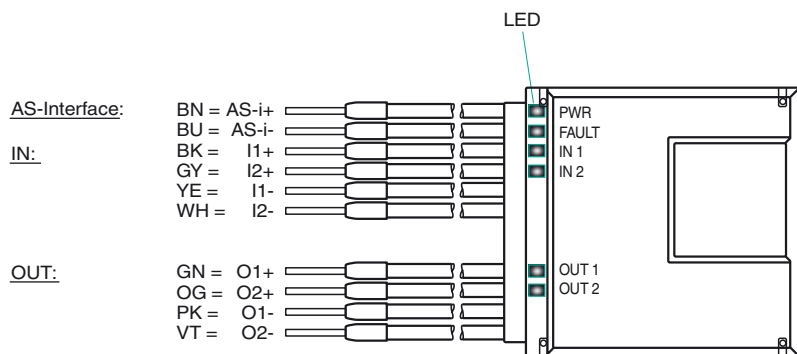 LED
AS-Interface: BN = AS-i+ PWR
BU = AS-i- FAULT
IN: BK = I1+ IN 1
GY = I2+ IN 2
YE = I1-
WH = I2-
OUT: GN = O1+ OUT 1
OG = O2+ OUT 2
PK = O1-
VT = O2-